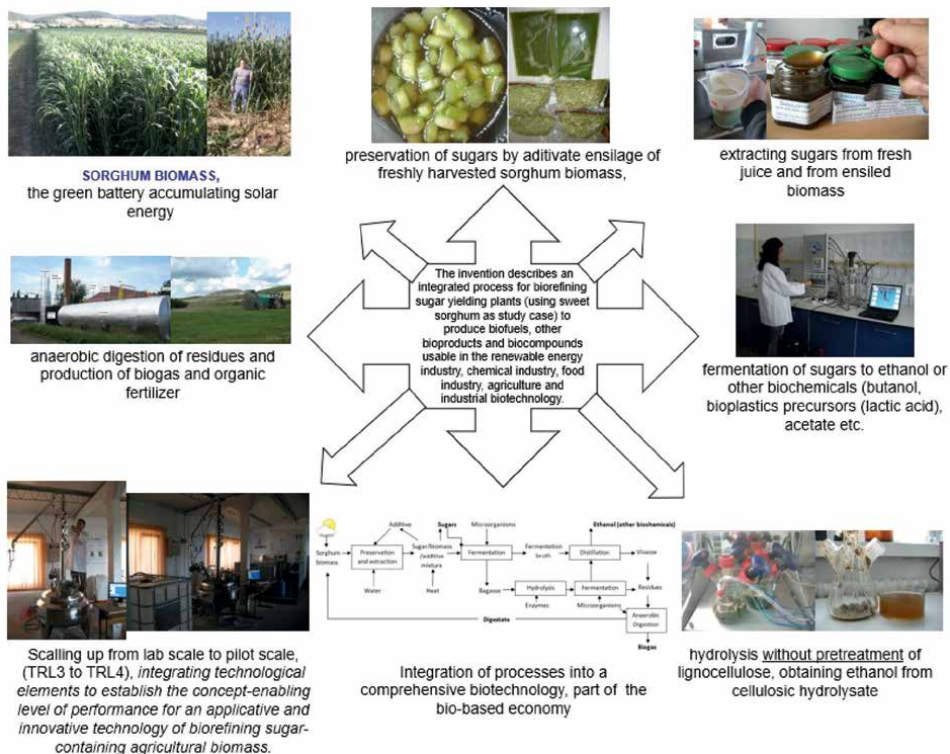 preservation of sugars by aditivate ensilage of
freshly harvested sorghum biomass,
extracting sugars from fresh
juice and from ensiled
biomass
SORGHUM BIOMASS,
the green battery accumulating solar
energy
The invention describes an
integrated process for biorefining
sugar yielding plants (using sweet
sorghum as study case) to
produce biofuels, other
bioproducts and biocompounds
usable in the renewable energy
industry, chemical industry, food
industry, agriculture and
industrial biotechnology.
anaerobic digestion of residues and
production of biogas and organic
fertilizer
fermentation of sugars to ethanol or
other biochemicals (butanol,
bioplastics precursors (lactic acid),
acetate etc.
Additive
Sugars
Microorganisms
Ethanol (other biochemicals)
Sorghum
biomass
Preservation
and extraction
Sugar/biomass
/additive
mixture
Fermentation
Fermentation
broth
Distillation
Vinasse
Water
Heat
Bagasse
Hydrolysis
Fermentation
Residues
Enzymes
Microorganisms
Digestate
Anaerobic
Digestion
Biogas
Scalling up from lab scale to pilot scale,
(TRL3 to TRL4), integrating technological
elements to establish the concept-enabling
level of performance for an applicative and
innovative technology of biorefining sugar-
containing agricultural biomass.
Integration of processes into a
comprehensive biotechnology, part of the
bio-based economy
hydrolysis without pretreatment of
lignocellulose, obtaining ethanol from
cellulosic hydrolysate